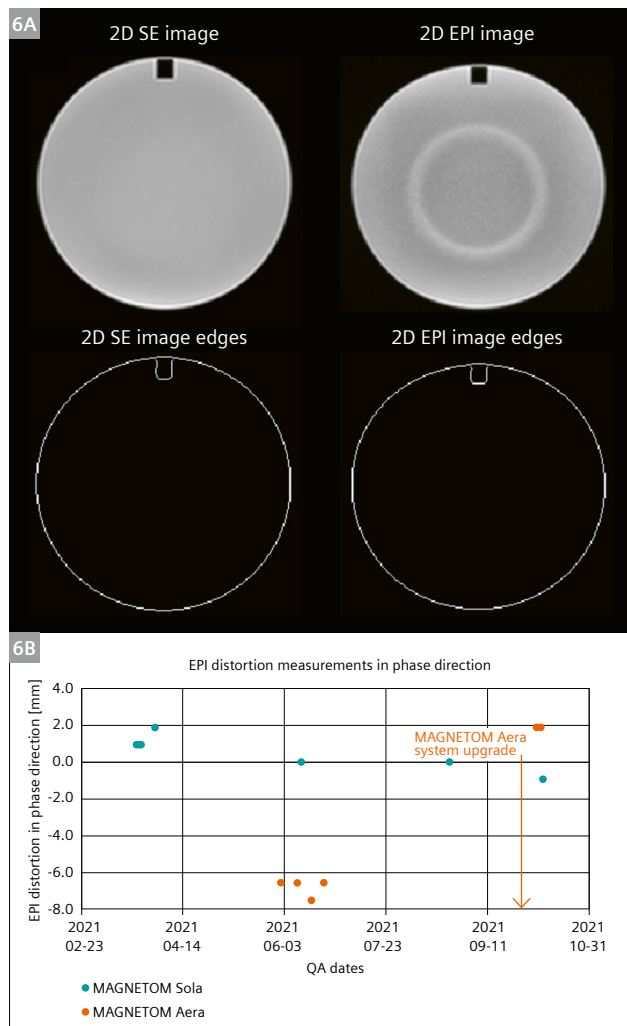 6A
2D SE image
2D EPI image
2D SE image edges
2D EPI image edges
6B
EPI distortion measurements in phase direction
EPI distortion in phase direction [mm]
4.0
2.0
0.0
-2.0
-4.0
-6.0
-8.0
MAGNETOM Aera
system upgrade
2021
02-23
2021
04-14
2021
06-03
2021
07-23
2021
09-11
2021
10-31
QA dates
MAGNETOM Sola
MAGNETOM Aera